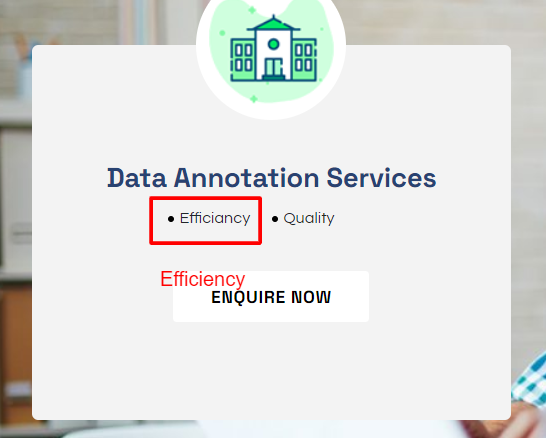 Data Annotation Services
• Efficiancy • Quality
Efficiency
ENQUIRE NOW